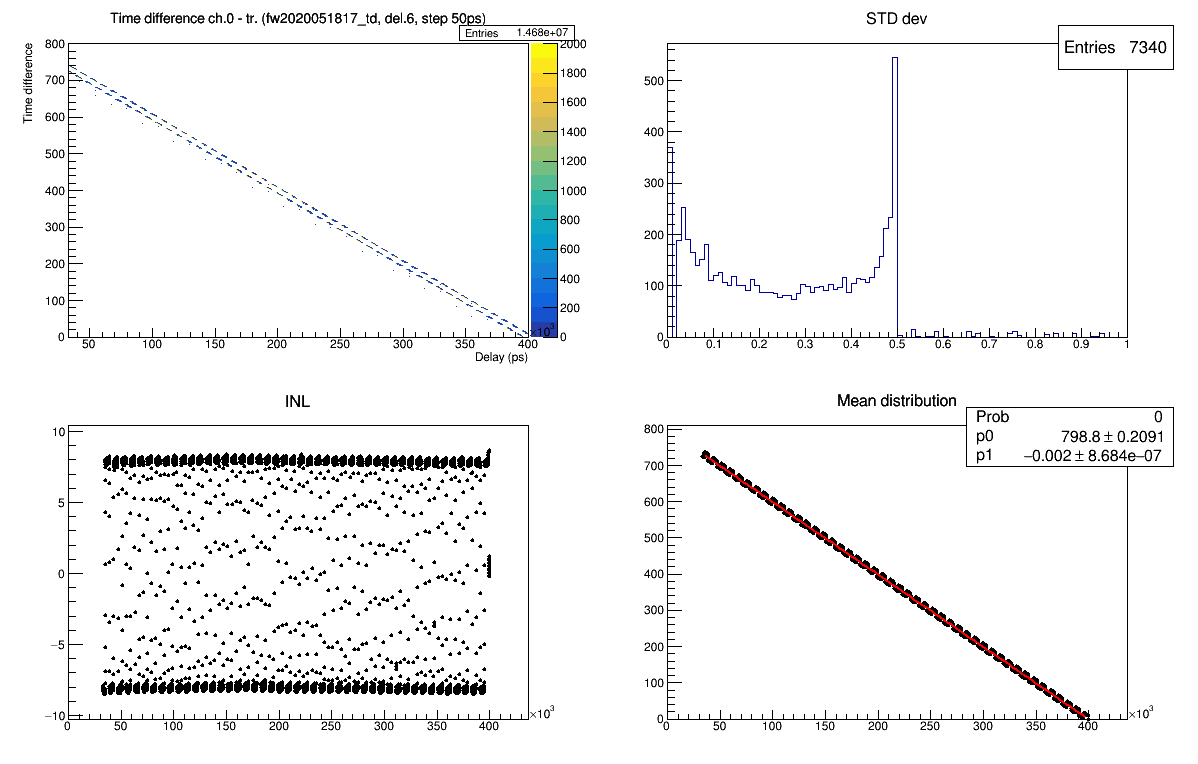 Time difference ch.0 - tr. (fw2020051817_td, del.6, step 50ps)
Entries 1.468e+07
Time difference
800
700
600
500
400
300
200
100
0
50 100 150 200 250 300 350 400
×10³
Delay (ps)
2000
1800
1600
1400
1200
1000
800
600
400
200
0
STD dev
Entries 7340
500
400
300
200
100
0
0 0.1 0.2 0.3 0.4 0.5 0.6 0.7 0.8 0.9 1
INL
10
5
0
−5
−10
0 50 100 150 200 250 300 350 400
×10³
Mean distribution
Prob 0
p0 798.8 ± 0.2091
p1 −0.002 ± 8.684e−07
800
700
600
500
400
300
200
100
0
0 50 100 150 200 250 300 350 400
×10³